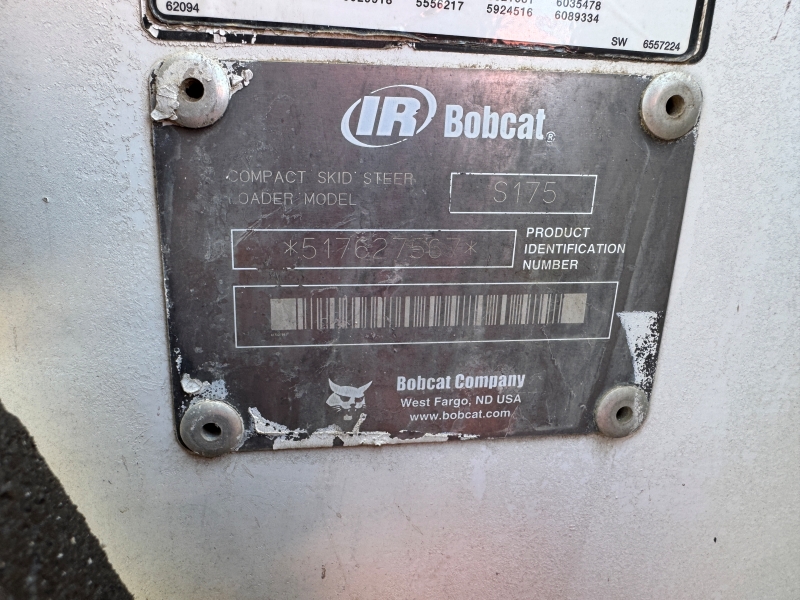 62094 5556217 5924516 6089334
6035478
SW 6557224
IR Bobcat®
COMPACT SKID STEER
LOADER MODEL
S175
PRODUCT
IDENTIFICATION
NUMBER
Bobcat Company
West Fargo, ND USA
www.bobcat.com